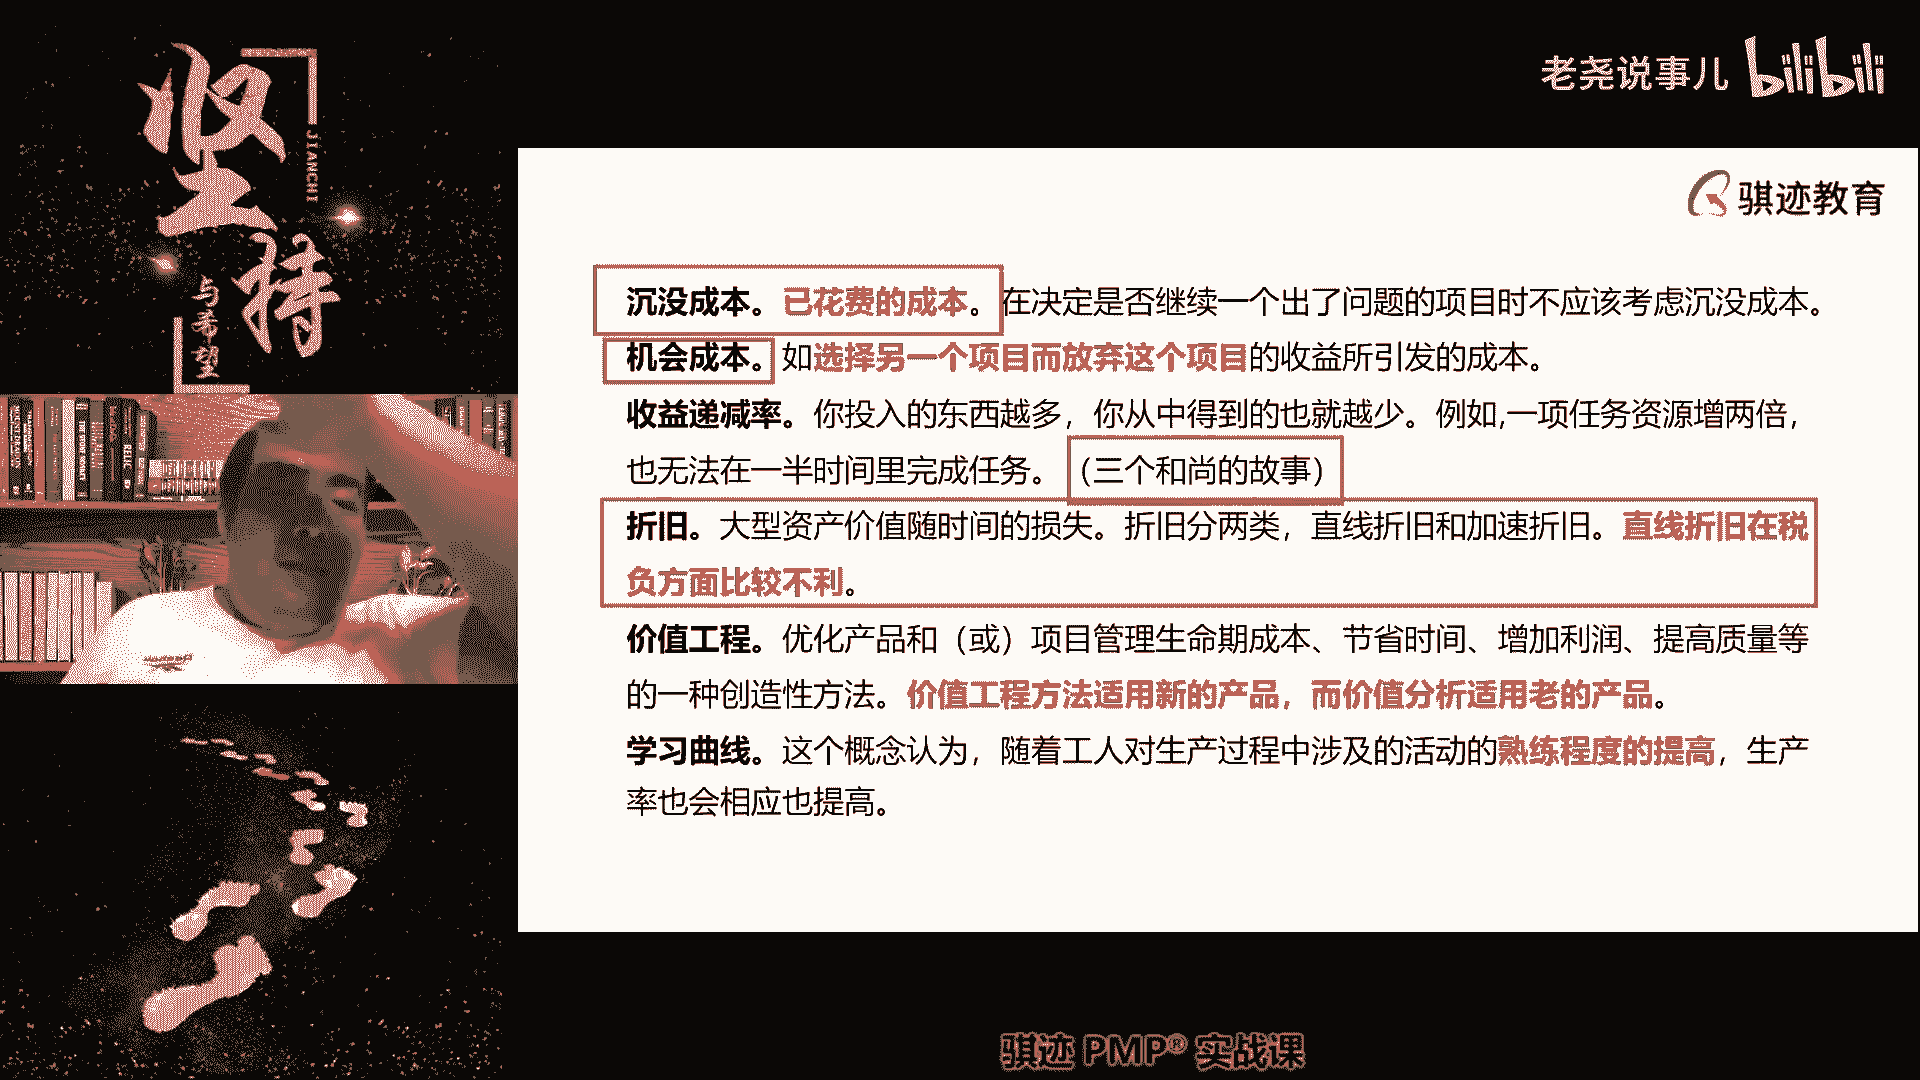 坚持
JIANCHI
与希望
老尧说事儿 bilibili
骐迹教育
沉没成本。已花费的成本。在决定是否继续一个出了问题的项目时不应该考虑沉没成本。
机会成本。如选择另一个项目而放弃这个项目的收益所引发的成本。
收益递减率。你投入的东西越多，你从中得到的也就越少。例如,一项任务资源增两倍，
也无法在一半时间里完成任务。（三个和尚的故事）
折旧。大型资产价值随时间的损失。折旧分两类，直线折旧和加速折旧。直线折旧在税
负方面比较不利。
价值工程。优化产品和（或）项目管理生命期成本、节省时间、增加利润、提高质量等
的一种创造性方法。价值工程方法适用新的产品，而价值分析适用老的产品。
学习曲线。这个概念认为，随着工人对生产过程中涉及的活动的熟练程度的提高，生产
率也会相应也提高。
骐迹 PMP® 实战课